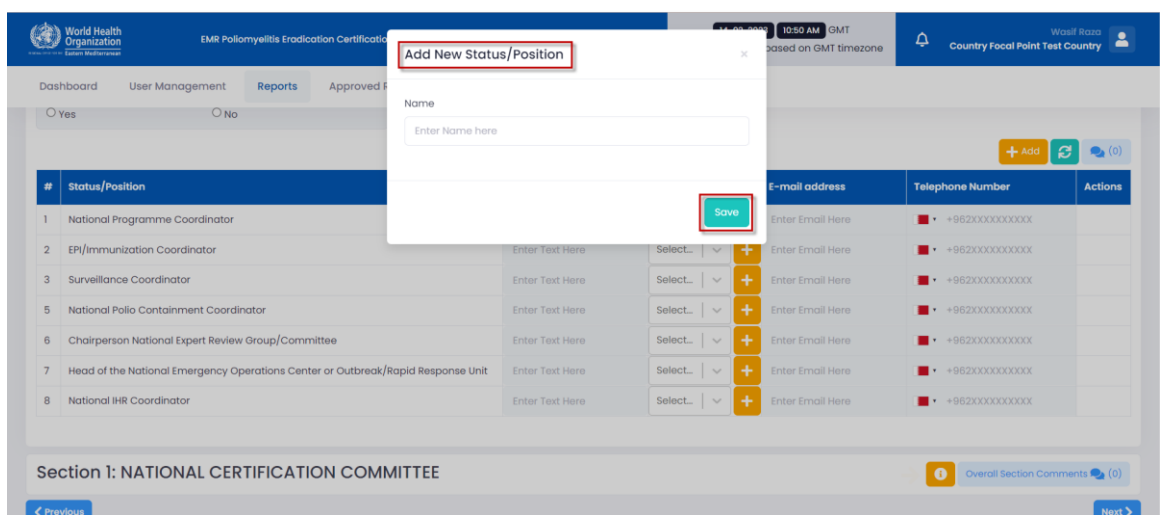 World Health
Organization
Eastern Mediterranean
EMR Poliomyelitis Eradication Certificatio
10:50 AM GMT
based on GMT timezone
Wasif Raza
Country Focal Point Test Country
Dashboard User Management Reports Approved
Add New Status/Position ×
Name
Enter Name here
Save
Yes No
+ Add (0)
# Status/Position E-mail address Telephone Number Actions
1 National Programme Coordinator Enter Email Here +962XXXXXXXXXX
2 EPI/Immunization Coordinator Enter Text Here Select... + Enter Email Here +962XXXXXXXXXX
3 Surveillance Coordinator Enter Text Here Select... + Enter Email Here +962XXXXXXXXXX
5 National Polio Containment Coordinator Enter Text Here Select... + Enter Email Here +962XXXXXXXXXX
6 Chairperson National Expert Review Group/Committee Enter Text Here Select... + Enter Email Here +962XXXXXXXXXX
7 Head of the National Emergency Operations Center or Outbreak/Rapid Response Unit Enter Text Here Select... + Enter Email Here +962XXXXXXXXXX
8 National IHR Coordinator Enter Text Here Select... + Enter Email Here +962XXXXXXXXXX
Section 1: NATIONAL CERTIFICATION COMMITTEE
Overall Section Comments (0)
Previous Next